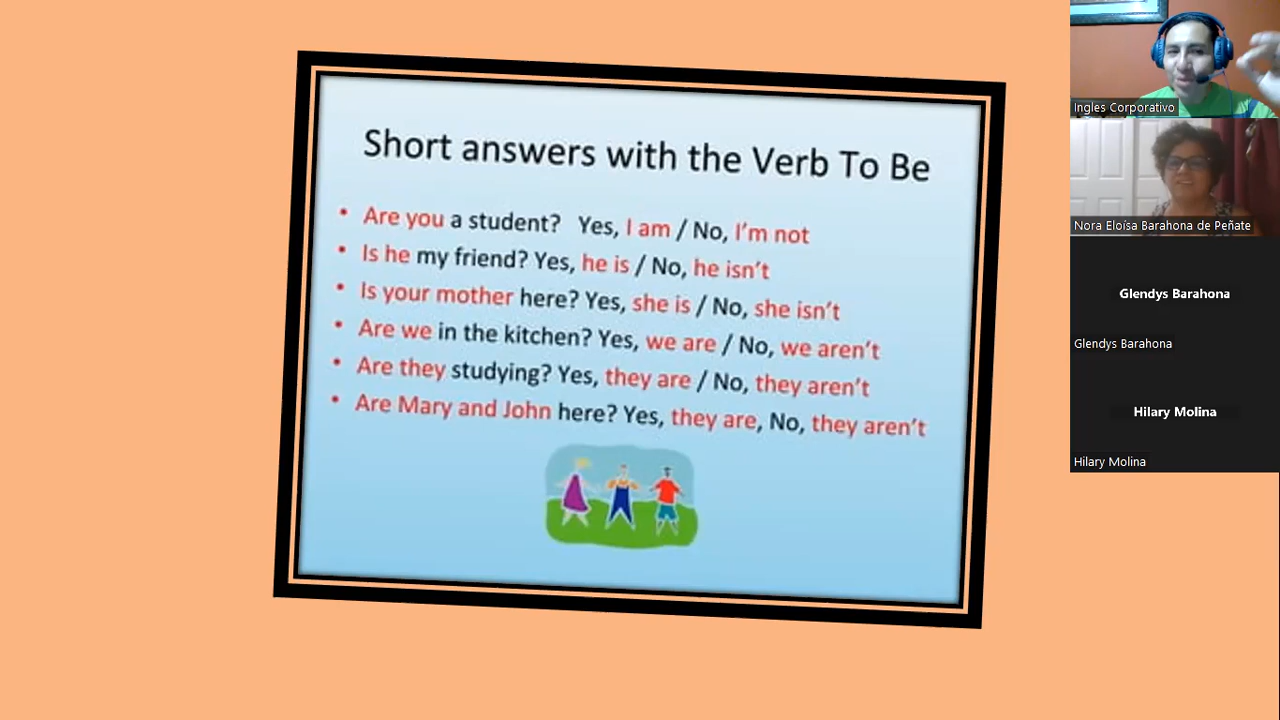 Short answers with the Verb To Be
• Are you a student? Yes, I am / No, I'm not
• Is he my friend? Yes, he is / No, he isn't
• Is your mother here? Yes, she is / No, she isn't
• Are we in the kitchen? Yes, we are / No, we aren't
• Are they studying? Yes, they are / No, they aren't
• Are Mary and John here? Yes, they are, No, they aren't
Ingles Corporativo
Nora Eloísa Barahona de Peñate
Glendys Barahona
Glendys Barahona
Hilary Molina
Hilary Molina